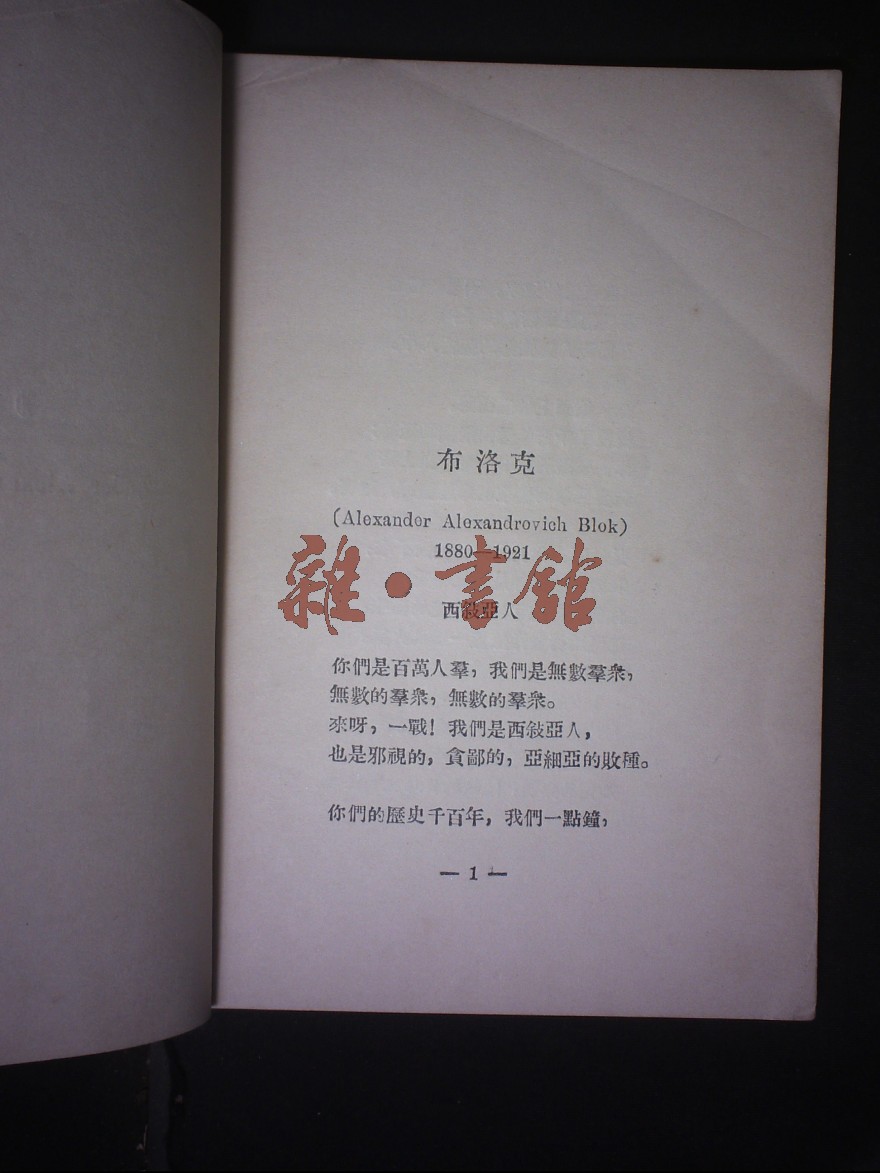 布洛克
(Alexander Alexandrovich Blok)
1880—1921
雜·書館
西敍亞人
你們是百萬人羣，我們是無數羣衆，
無數的羣衆，無數的羣衆。
來呀，一戰！我們是西敍亞人，
也是邪視的，貪鄙的，亞細亞的敗種。
你們的歷史千百年，我們一點鐘，
— 1 —